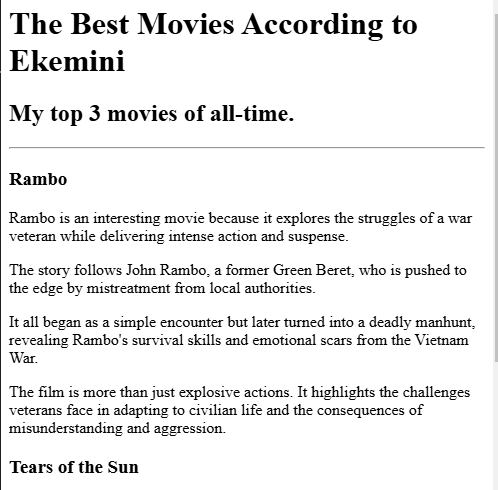 The Best Movies According to
Ekemini
My top 3 movies of all-time.
Rambo
Rambo is an interesting movie because it explores the struggles of a war
veteran while delivering intense action and suspense.
The story follows John Rambo, a former Green Beret, who is pushed to
the edge by mistreatment from local authorities.
It all began as a simple encounter but later turned into a deadly manhunt,
revealing Rambo's survival skills and emotional scars from the Vietnam
War.
The film is more than just explosive actions. It highlights the challenges
veterans face in adapting to civilian life and the consequences of
misunderstanding and aggression.
Tears of the Sun